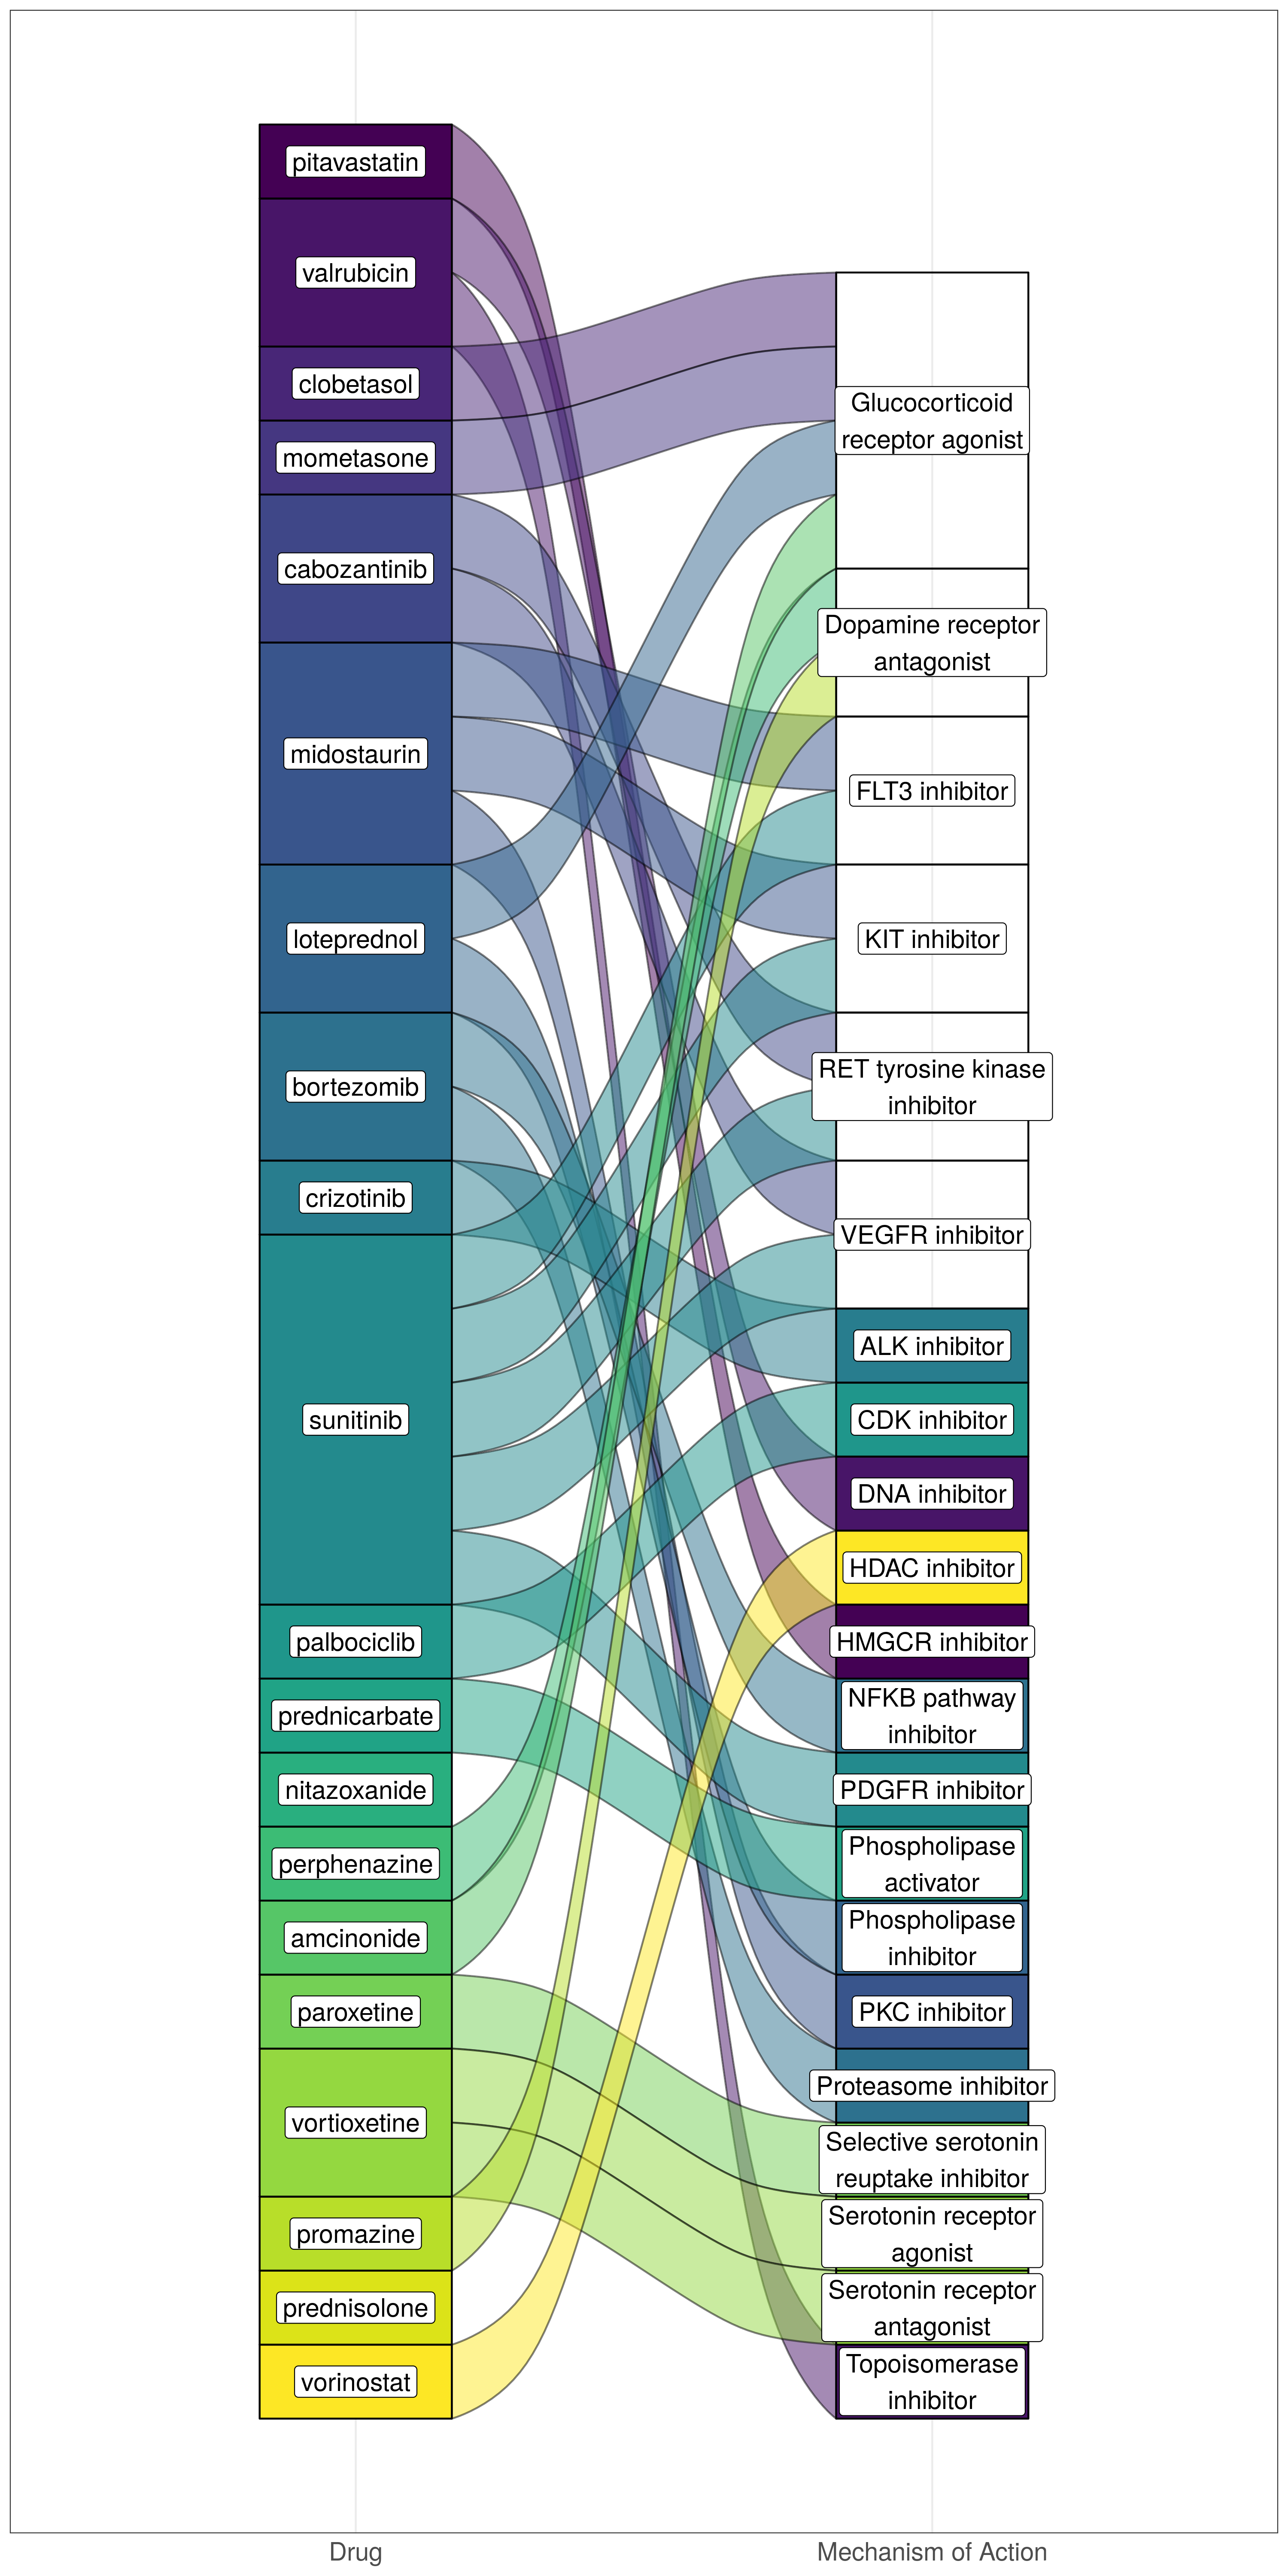 pitavastatin
valrubicin
clobetasol
mometasone
cabozantinib
midostaurin
loteprednol
bortezomib
crizotinib
sunitinib
palbociclib
prednicarbate
nitazoxanide
perphenazine
amcinonide
paroxetine
vortioxetine
promazine
prednisolone
vorinostat
Glucocorticoid
receptor agonist
Dopamine receptor
antagonist
FLT3 inhibitor
KIT inhibitor
RET tyrosine kinase
inhibitor
VEGFR inhibitor
ALK inhibitor
CDK inhibitor
DNA inhibitor
HDAC inhibitor
HMGCR inhibitor
NFKB pathway
inhibitor
PDGFR inhibitor
Phospholipase
activator
Phospholipase
inhibitor
PKC inhibitor
Proteasome inhibitor
Selective serotonin
reuptake inhibitor
Serotonin receptor
agonist
Serotonin receptor
antagonist
Topoisomerase
inhibitor
Drug
Mechanism of Action